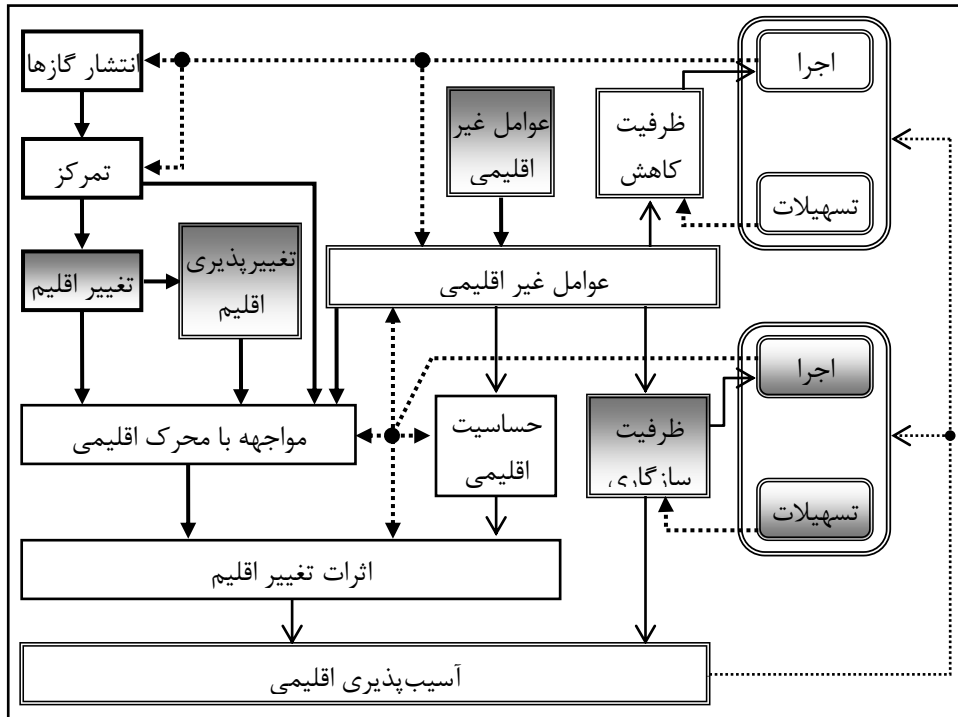 انتشار گازها
تمرکز
تغییر اقلیم
تغییرپذیری
اقلیم
عوامل غیر
اقلیمی
ظرفیت
کاهش
اجرا
تسهیلات
عوامل غیر اقلیمی
مواجهه با محرک اقلیمی
حساسیت
اقلیمی
ظرفیت
سازگاری
اجرا
تسهیلات
اثرات تغییر اقلیم
آسیب‌پذیری اقلیمی